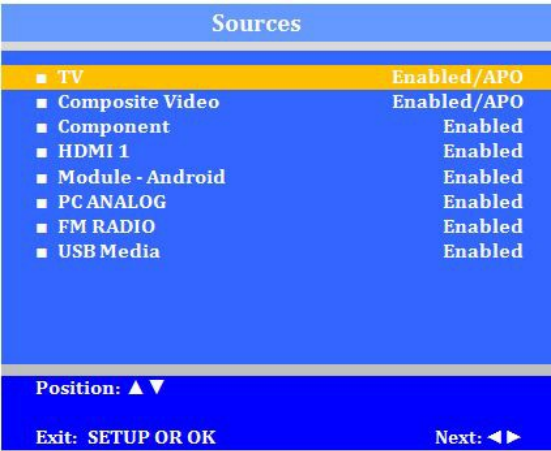 Sources
■ TV Enabled/APO
■ Composite Video Enabled/APO
■ Component Enabled
■ HDMI 1 Enabled
■ Module - Android Enabled
■ PC ANALOG Enabled
■ FM RADIO Enabled
■ USB Media Enabled
Position: ▲▼
Exit: SETUP OR OK Next: ◄►